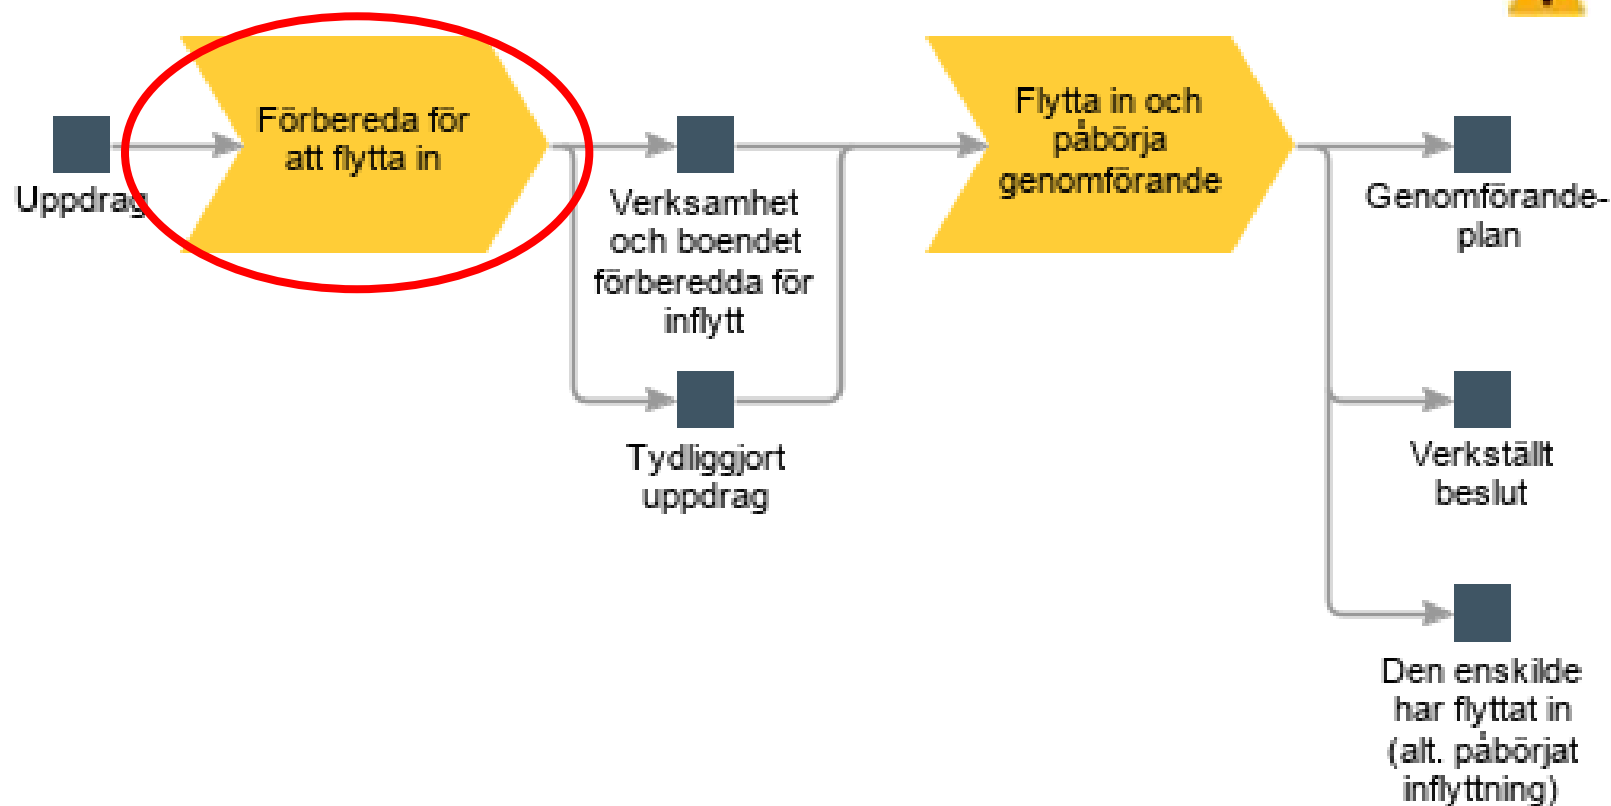 Uppdrag
Förbereda för
att flytta in
Verksamhet
och boendet
förberedda för
inflytt
Tydliggjort
uppdrag
Flytta in och
påbörja
genomförande
Genomförande-
plan
Verkställt
beslut
Den enskilde
har flyttat in
(alt. påbörjat
inflyttning)